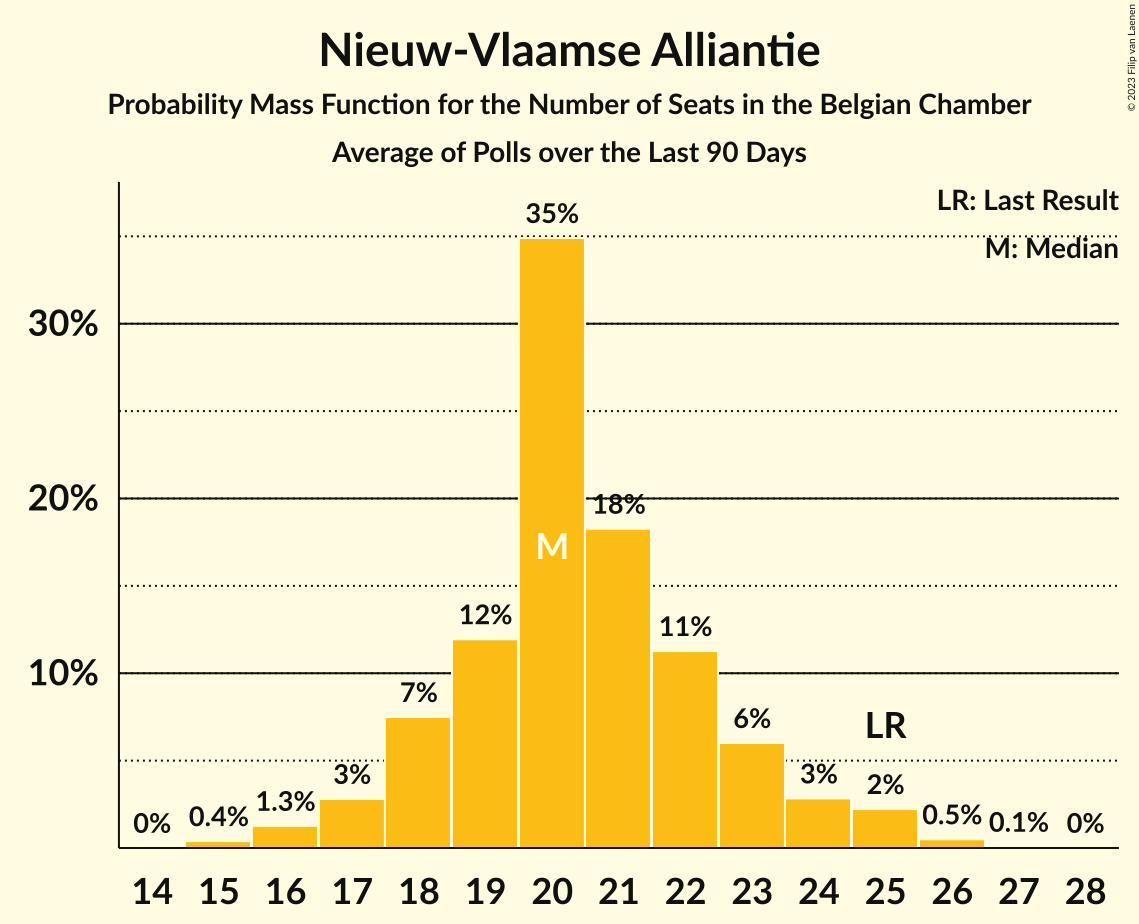 Nieuw-Vlaamse Alliantie
Probability Mass Function for the Number of Seats in the Belgian Chamber
Average of Polls over the Last 90 Days
© 2023 Filip van Laenen
LR: Last Result
M: Median
30%
20%
10%
0%
0.4%
1.3%
3%
7%
12%
35%
18%
11%
6%
3%
2%
0.5%
0.1%
0%
M
LR
14 15 16 17 18 19 20 21 22 23 24 25 26 27 28